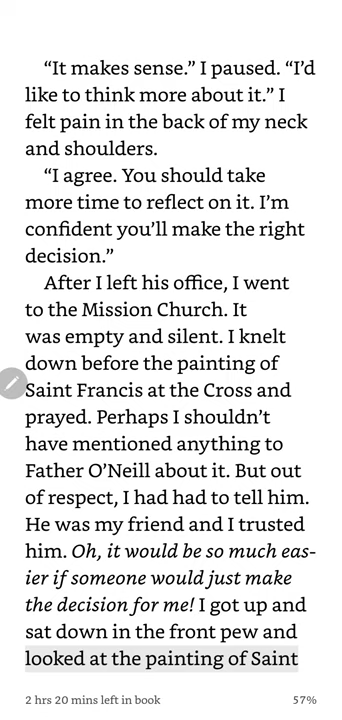 “It makes sense.” I paused. “I’d
like to think more about it.” I
felt pain in the back of my neck
and shoulders.
“I agree. You should take
more time to reflect on it. I’m
confident you’ll make the right
decision.”
After I left his office, I went
to the Mission Church. It
was empty and silent. I knelt
down before the painting of
Saint Francis at the Cross and
prayed. Perhaps I shouldn’t
have mentioned anything to
Father O’Neill about it. But out
of respect, I had had to tell him.
He was my friend and I trusted
him. Oh, it would be so much eas-
ier if someone would just make
the decision for me! I got up and
sat down in the front pew and
looked at the painting of Saint
2 hrs 20 mins left in book 57%